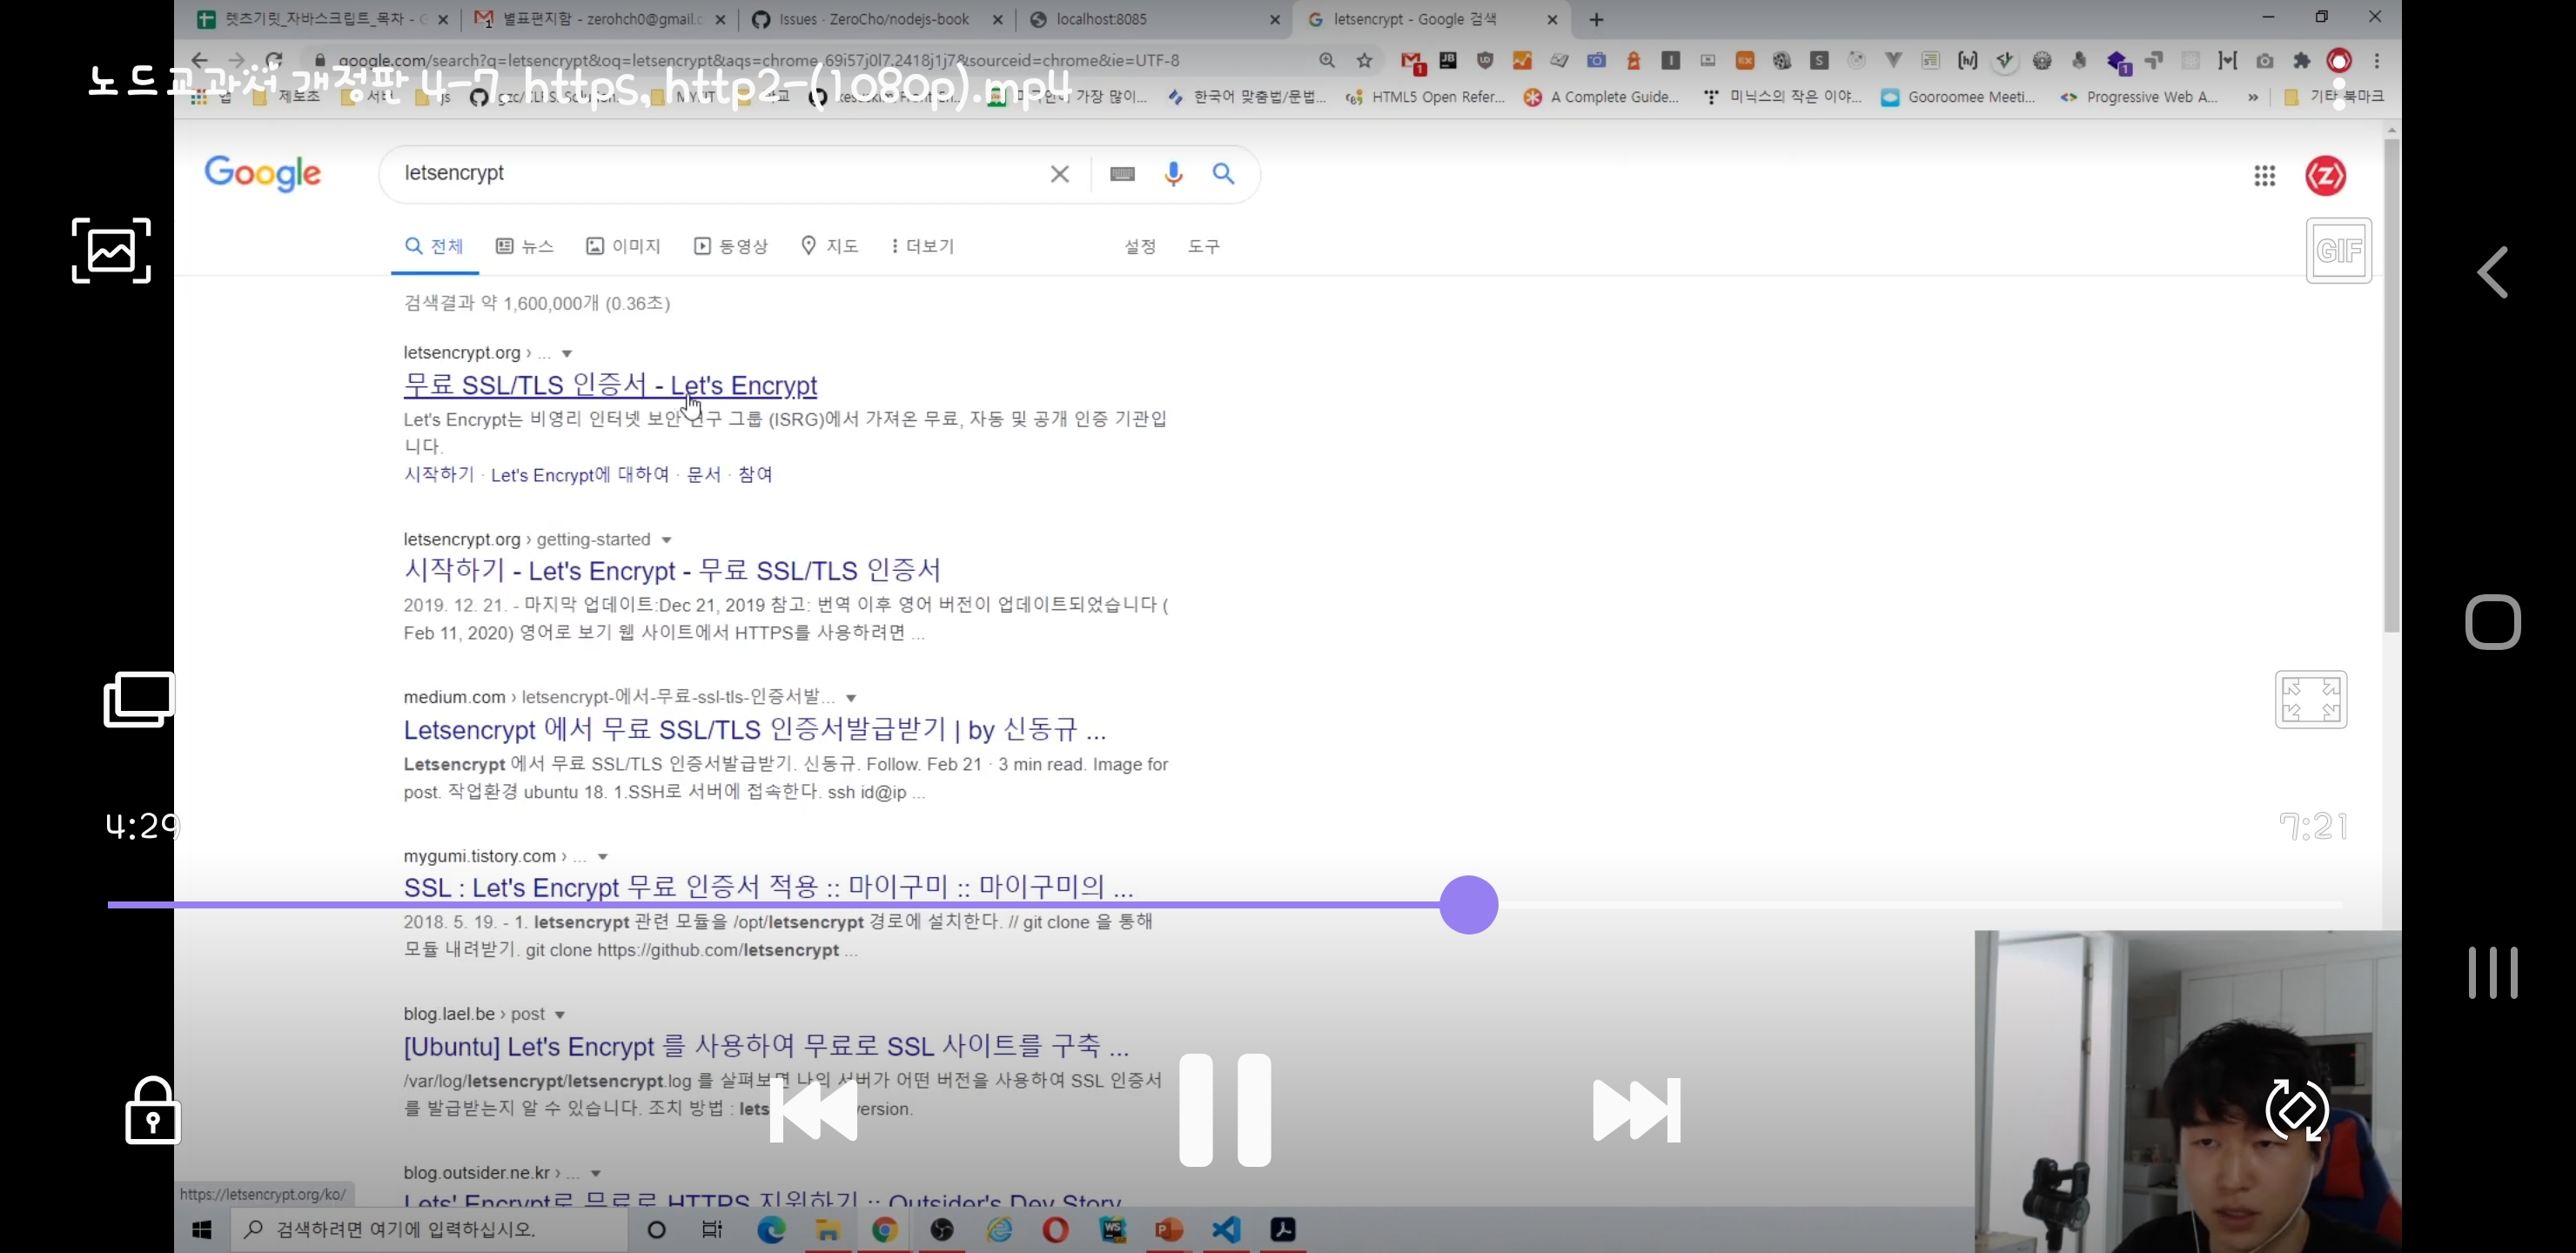 렛츠기릿_자바스크립트_목차 - G
별표편지함 - zerohch0@gmail.c
Issues · ZeroCho/nodejs-book
localhost:8085
letsencrypt - Google 검색
google.com/search?q=letsencrypt&oq=letsencrypt&aqs=chrome..69i57j0l7.2418j1j7&sourceid=chrome&ie=UTF-8
노드교과서 개정판 4-7. https, http2-(1080p).mp4
앱
제로초
서버
js
가장 많이...
한국어 맞춤법/문법...
HTML5 Open Refer...
A Complete Guide...
미닉스의 작은 이야...
Gooroomee Meeti...
Progressive Web A...
»
기타 북마크
Google
letsencrypt
전체
뉴스
이미지
동영상
지도
더보기
설정
도구
GIF
검색결과 약 1,600,000개 (0.36초)
letsencrypt.org › ...
무료 SSL/TLS 인증서 - Let's Encrypt
Let's Encrypt는 비영리 인터넷 보안 연구 그룹 (ISRG)에서 가져온 무료, 자동 및 공개 인증 기관입
니다.
시작하기 · Let's Encrypt에 대하여 · 문서 · 참여
letsencrypt.org › getting-started
시작하기 - Let's Encrypt - 무료 SSL/TLS 인증서
2019. 12. 21. - 마지막 업데이트:Dec 21, 2019 참고: 번역 이후 영어 버전이 업데이트되었습니다 (
Feb 11, 2020) 영어로 보기 웹 사이트에서 HTTPS를 사용하려면 ...
medium.com › letsencrypt-에서-무료-ssl-tls-인증서발...
Letsencrypt 에서 무료 SSL/TLS 인증서발급받기 | by 신동규 ...
Letsencrypt 에서 무료 SSL/TLS 인증서발급받기. 신동규. Follow. Feb 21 · 3 min read. Image for
post. 작업환경 ubuntu 18. 1.SSH로 서버에 접속한다. ssh id@ip ...
4:29
7:21
mygumi.tistory.com › ...
SSL : Let's Encrypt 무료 인증서 적용 :: 마이구미 :: 마이구미의 ...
2018. 5. 19. - 1. letsencrypt 관련 모듈을 /opt/letsencrypt 경로에 설치한다. // git clone 을 통해
모듈 내려받기. git clone https://github.com/letsencrypt ...
blog.lael.be › post
[Ubuntu] Let's Encrypt 를 사용하여 무료로 SSL 사이트를 구축 ...
/var/log/letsencrypt/letsencrypt.log 를 살펴보면 나의 서버가 어떤 버전을 사용하여 SSL 인증서
를 발급받는지 알 수 있습니다. 조치 방법 : lets version.
blog.outsider.ne.kr › ...
Lets' Encrypt로 무료로 HTTPS 지원하기 :: Outsider's Dev Story
https://letsencrypt.org/ko/
검색하려면 여기에 입력하십시오.